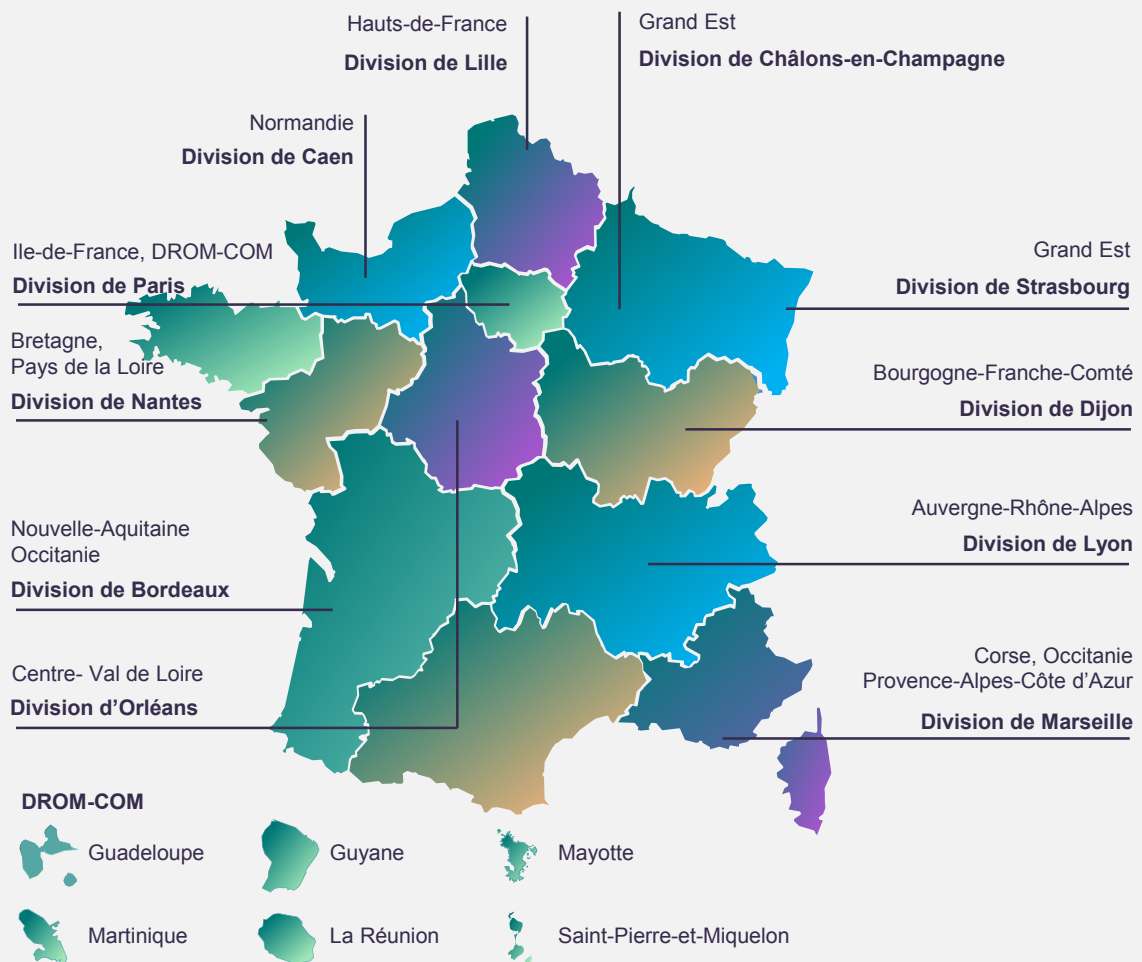 Hauts-de-France
Division de Lille
Grand Est
Division de Châlons-en-Champagne
Normandie
Division de Caen
Ile-de-France, DROM-COM
Division de Paris
Grand Est
Division de Strasbourg
Bretagne,
Pays de la Loire
Division de Nantes
Bourgogne-Franche-Comté
Division de Dijon
Nouvelle-Aquitaine
Occitanie
Division de Bordeaux
Auvergne-Rhône-Alpes
Division de Lyon
Centre- Val de Loire
Division d’Orléans
Corse, Occitanie
Provence-Alpes-Côte d’Azur
Division de Marseille
DROM-COM
Guadeloupe
Guyane
Mayotte
Martinique
La Réunion
Saint-Pierre-et-Miquelon